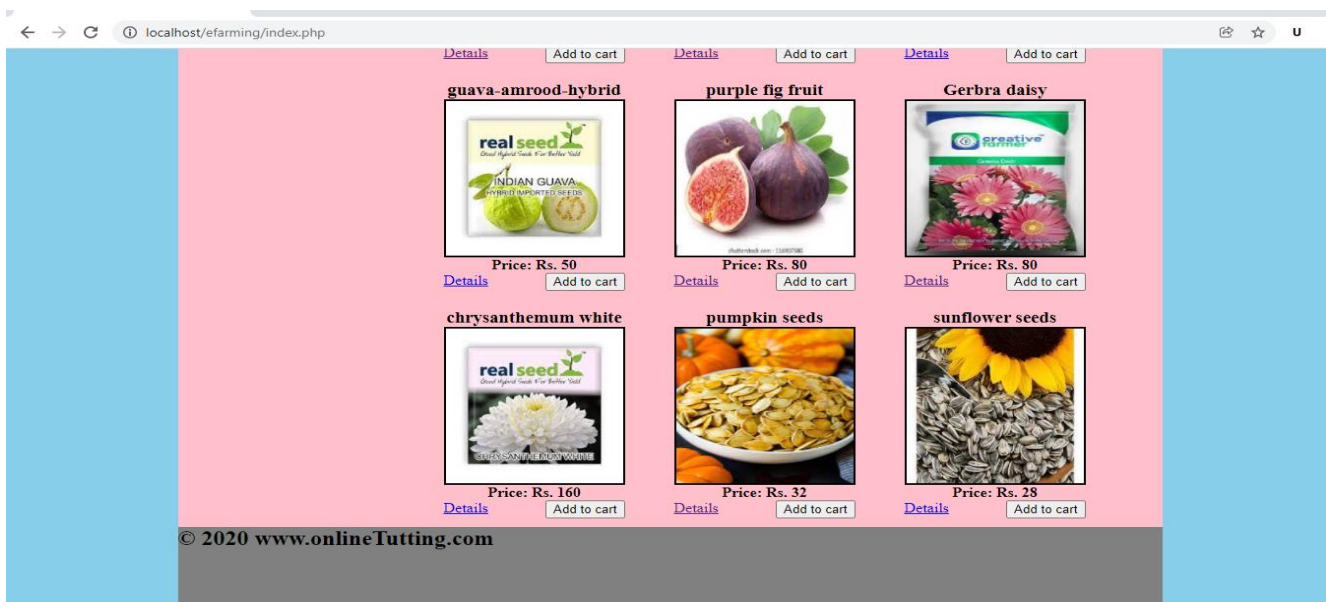 localhost/efarming/index.php
U
Details Add to cart Details Add to cart Details Add to cart
guava-amrood-hybrid purple fig fruit Gerbra daisy
real seed
Good Hybrid Seeds For Better Yield
INDIAN GUAVA
HYBRID IMPORTED SEEDS
creative
farmer
Price: Rs. 50 Price: Rs. 80 Price: Rs. 80
Details Add to cart Details Add to cart Details Add to cart
chrysanthemum white pumpkin seeds sunflower seeds
real seed
Good Hybrid Seeds For Better Yield
CHRYSANTHEMUM WHITE
Price: Rs. 160 Price: Rs. 32 Price: Rs. 28
Details Add to cart Details Add to cart Details Add to cart
© 2020 www.onlineTutting.com